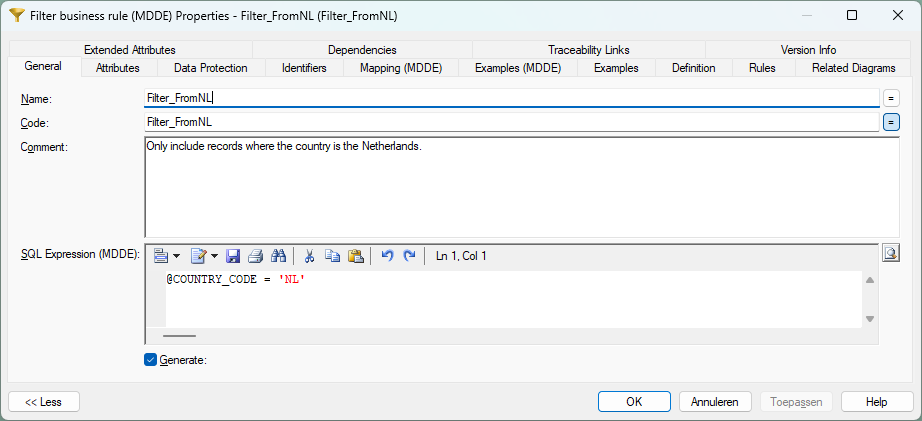 Filter business rule (MDDE) Properties - Filter_FromNL (Filter_FromNL)
Extended Attributes Dependencies Traceability Links Version Info
General Attributes Data Protection Identifiers Mapping (MDDE) Examples (MDDE) Examples Definition Rules Related Diagrams
Name: Filter_FromNL =
Code: Filter_FromNL =
Comment: Only include records where the country is the Netherlands.
SQL Expression (MDDE): Ln 1, Col 1
@COUNTRY_CODE = 'NL'
Generate:
<< Less OK Annuleren Toepassen Help